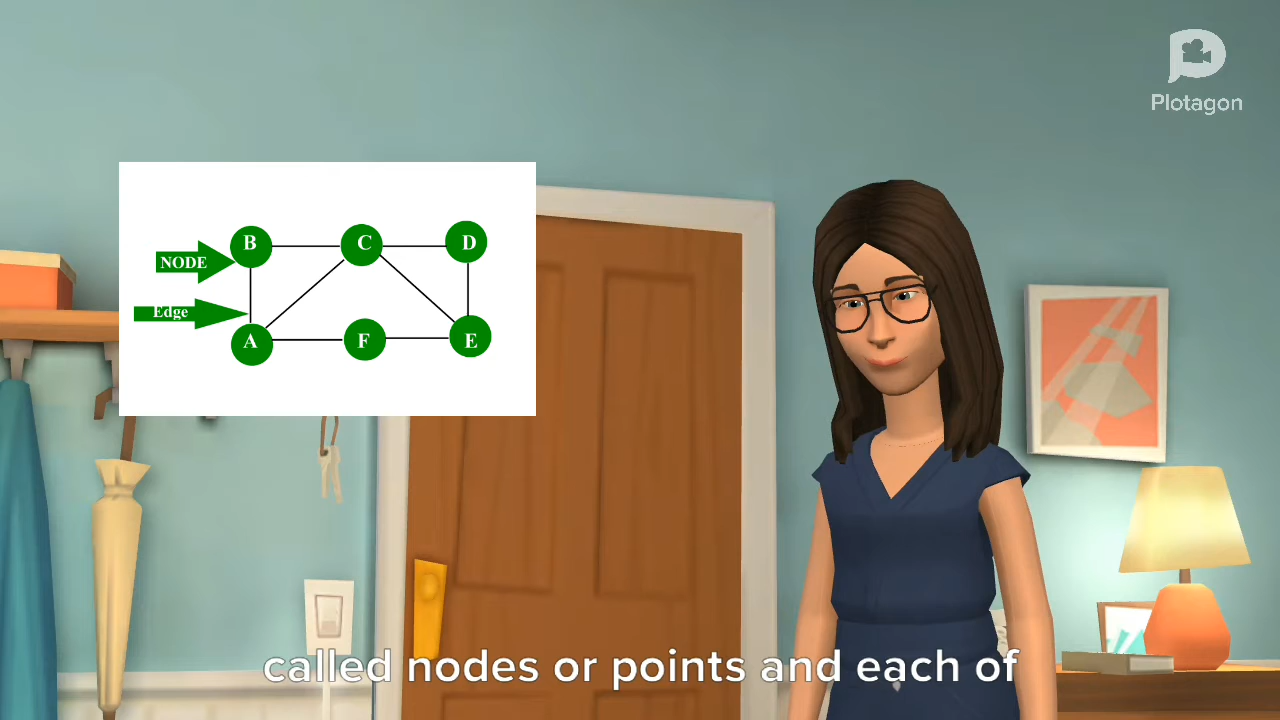 Plotagon
B
C
D
NODE
Edge
A
F
E
called nodes or points and each of